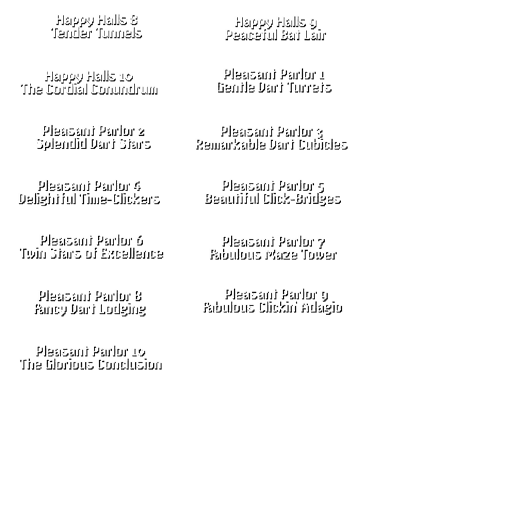 Happy Halls 8
Tender Tunnels
Happy Halls 9
Peaceful Bat Lair
Happy Halls 10
The Cordial Conundrum
Pleasant Parlor 1
Gentle Dart Turrets
Pleasant Parlor 2
Splendid Dart Stars
Pleasant Parlor 3
Remarkable Dart Cubicles
Pleasant Parlor 4
Delightful Time-Clickers
Pleasant Parlor 5
Beautiful Click-Bridges
Pleasant Parlor 6
Twin Stars of Excellence
Pleasant Parlor 7
Fabulous Maze Tower
Pleasant Parlor 8
Fancy Dart Lodging
Pleasant Parlor 9
Fabulous Clickin' Adagio
Pleasant Parlor 10
The Glorious Conclusion